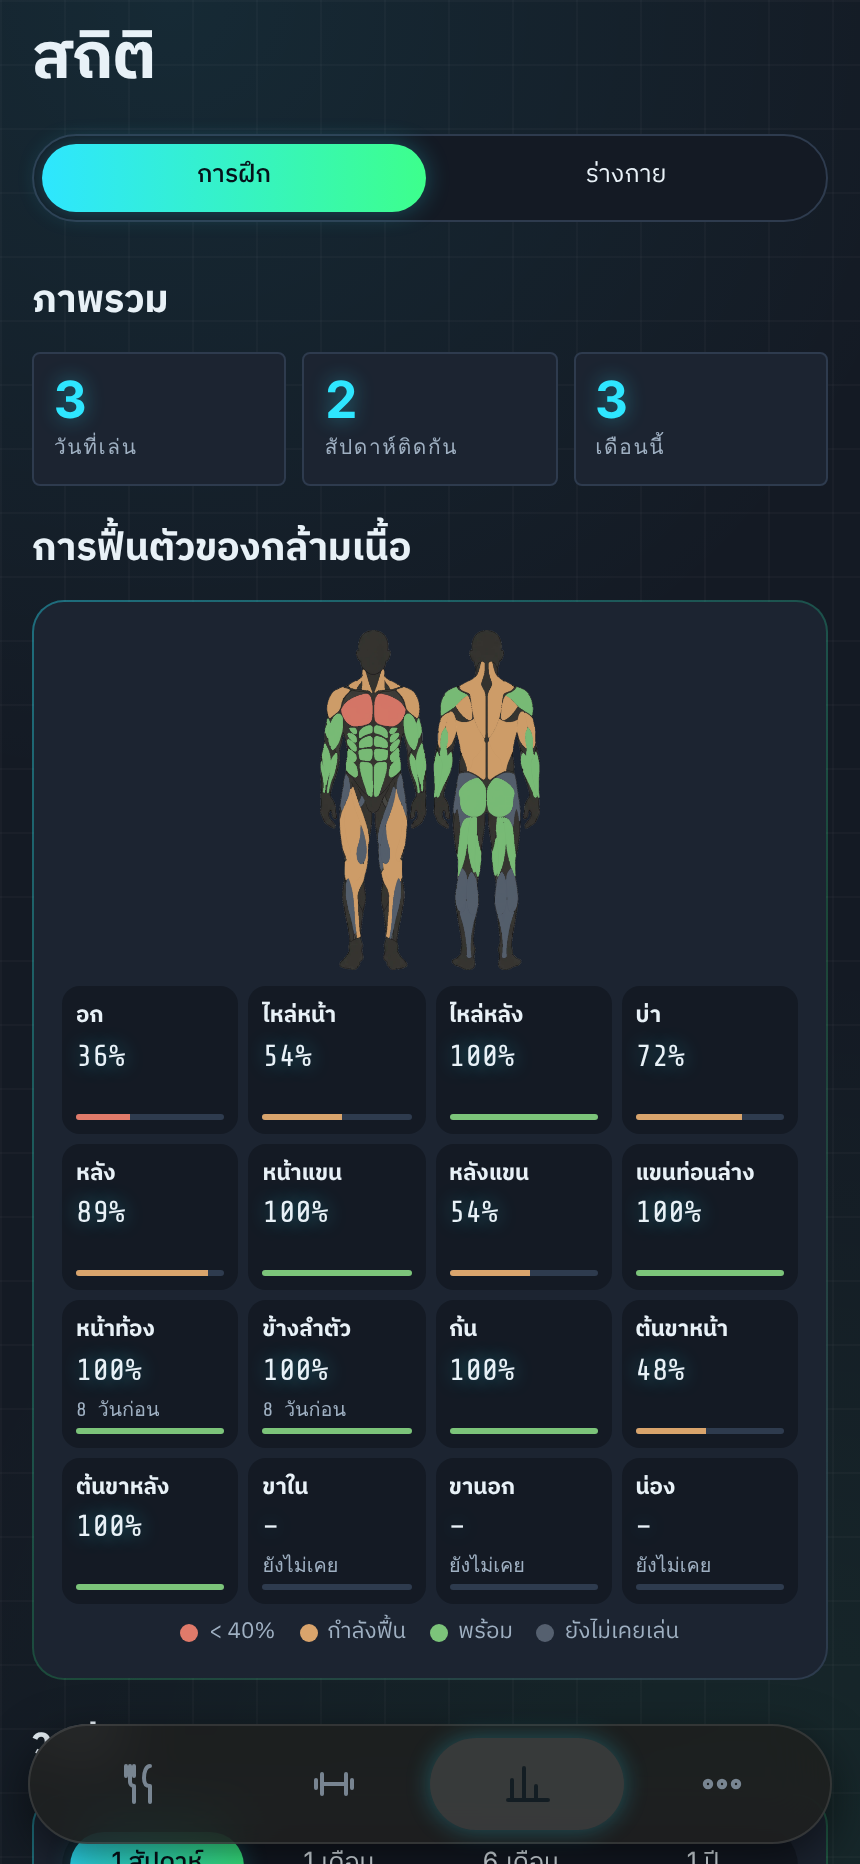 สถิติ
การฝึก ร่างกาย
ภาพรวม
3 2 3
วันที่เล่น สัปดาห์ติดกัน เดือนนี้
การฟื้นตัวของกล้ามเนื้อ
อก ไหล่หน้า ไหล่หลัง บ่า
36% 54% 100% 72%
หลัง หน้าแขน หลังแขน แขนท่อนล่าง
89% 100% 54% 100%
หน้าท้อง ข้างลำตัว ก้น ต้นขาหน้า
100% 100% 100% 48%
8 วันก่อน 8 วันก่อน
ต้นขาหลัง ขาใน ขานอก น่อง
100% – – –
ยังไม่เคย ยังไม่เคย ยังไม่เคย
< 40% กำลังฟื้น พร้อม ยังไม่เคยเล่น
1 สัปดาห์ 1 เดือน 6 เดือน 1 ปี